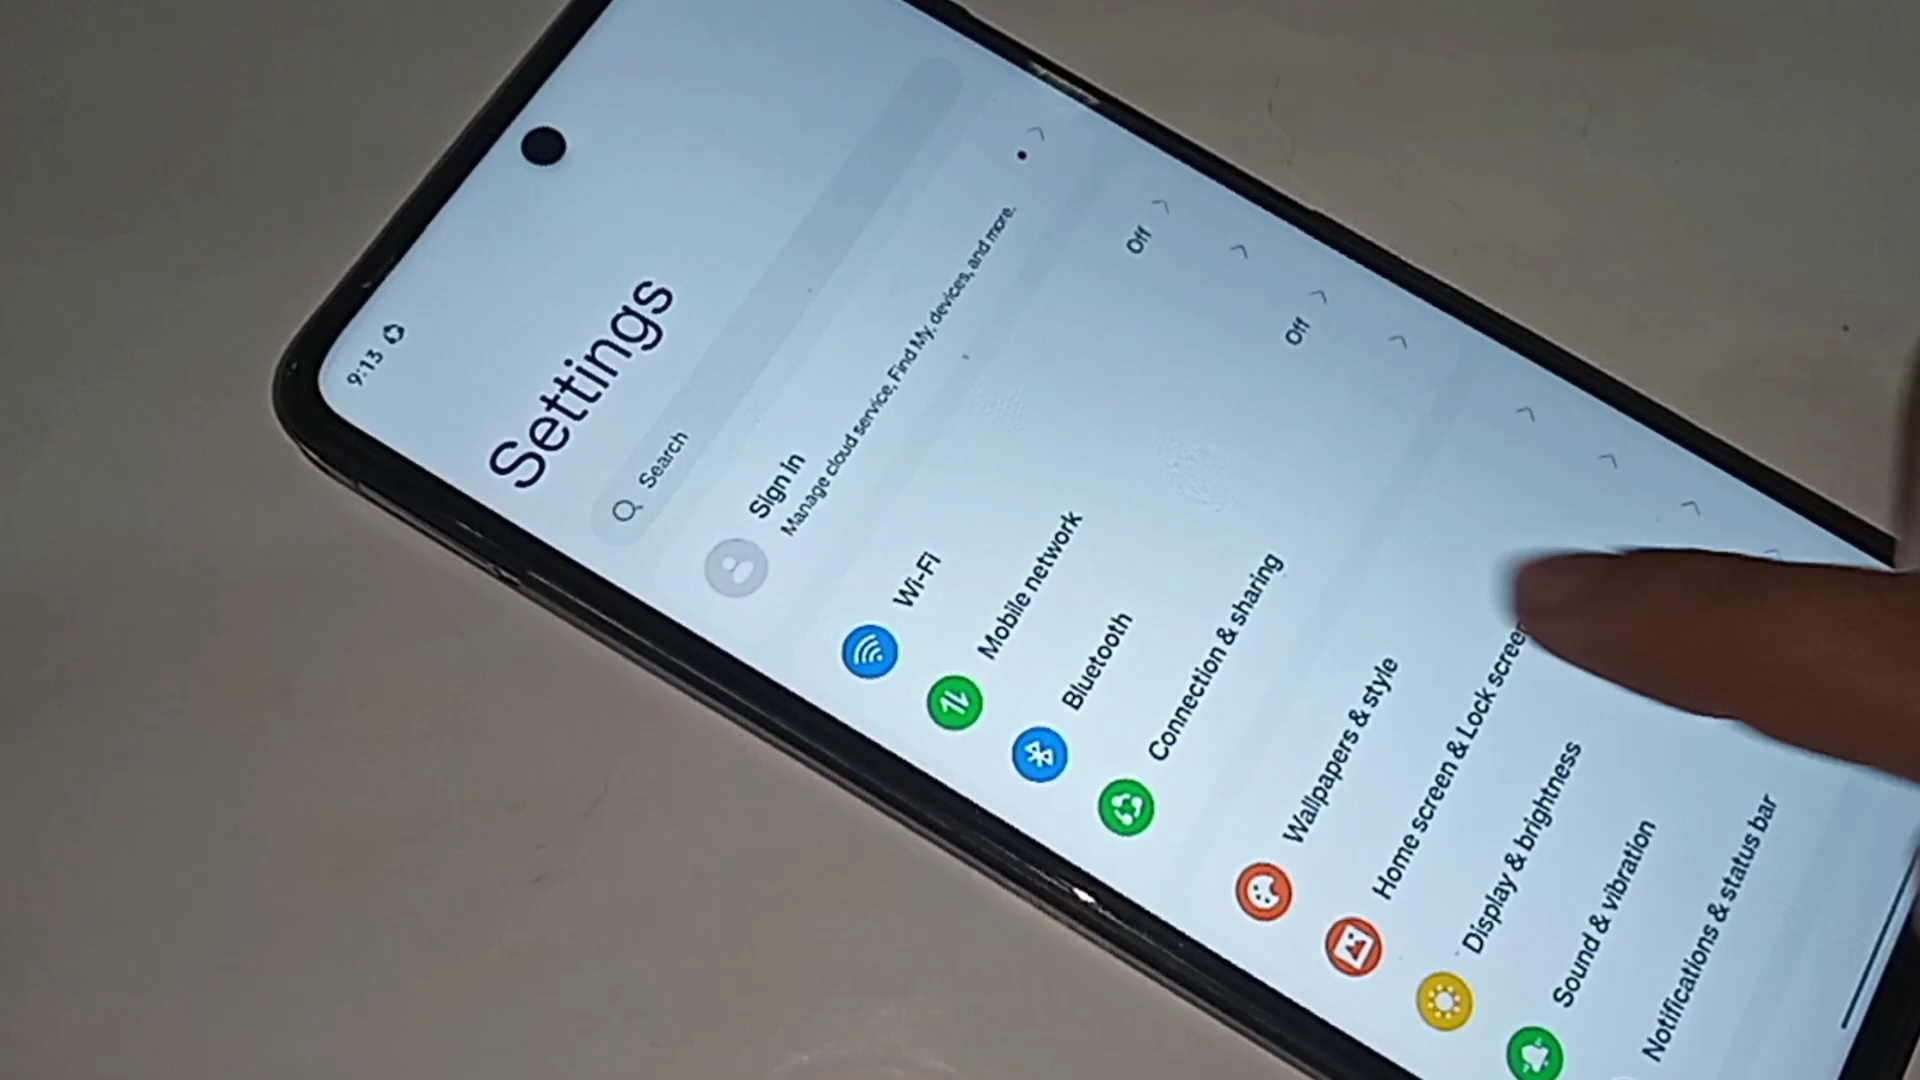 9:13
Settings
Search
Sign in
Manage cloud service, Find My, devices, and more.
Wi-Fi Off
Mobile network
Bluetooth Off
Connection & sharing
Wallpapers & style
Home screen & Lock screen
Display & brightness
Sound & vibration
Notifications & status bar